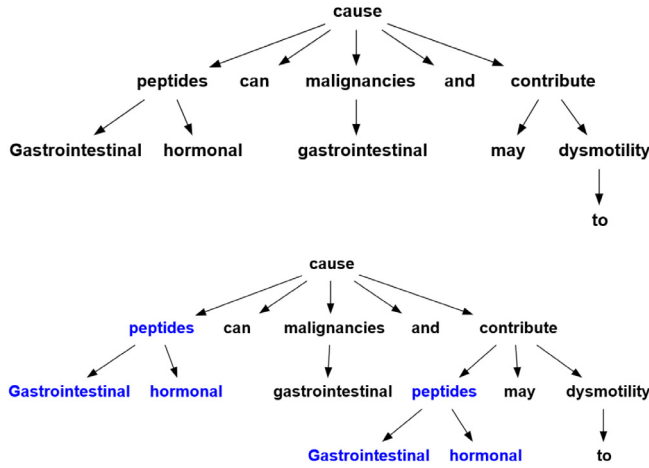 cause
peptides can malignancies and contribute
Gastrointestinal hormonal gastrointestinal may dysmotility
to
cause
peptides can malignancies and contribute
Gastrointestinal hormonal gastrointestinal peptides may dysmotility
Gastrointestinal hormonal to